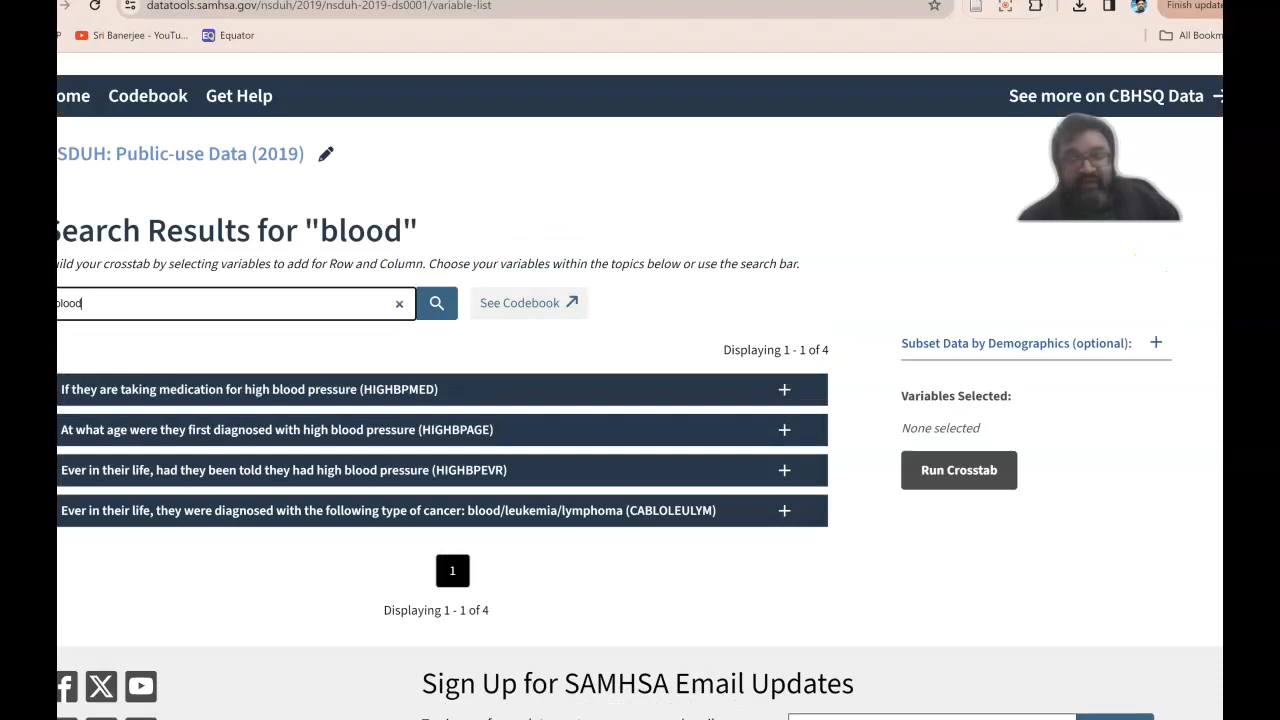 datatools.samhsa.gov/nsduh/2019/nsduh-2019-ds0001/variable-list
Finish update
Sri Banerjee - YouTu...
EQ Equator
All Bookm
ome Codebook Get Help See more on CBHSQ Data →
SDUH: Public-use Data (2019)
Search Results for "blood"
uild your crosstab by selecting variables to add for Row and Column. Choose your variables within the topics below or use the search bar.
blood
See Codebook
Displaying 1 - 1 of 4
Subset Data by Demographics (optional): +
If they are taking medication for high blood pressure (HIGHBPMED) +
Variables Selected:
At what age were they first diagnosed with high blood pressure (HIGHBPAGE) +
None selected
Ever in their life, had they been told they had high blood pressure (HIGHBPEVR) +
Run Crosstab
Ever in their life, they were diagnosed with the following type of cancer: blood/leukemia/lymphoma (CABLOLEULYM) +
1
Displaying 1 - 1 of 4
Sign Up for SAMHSA Email Updates